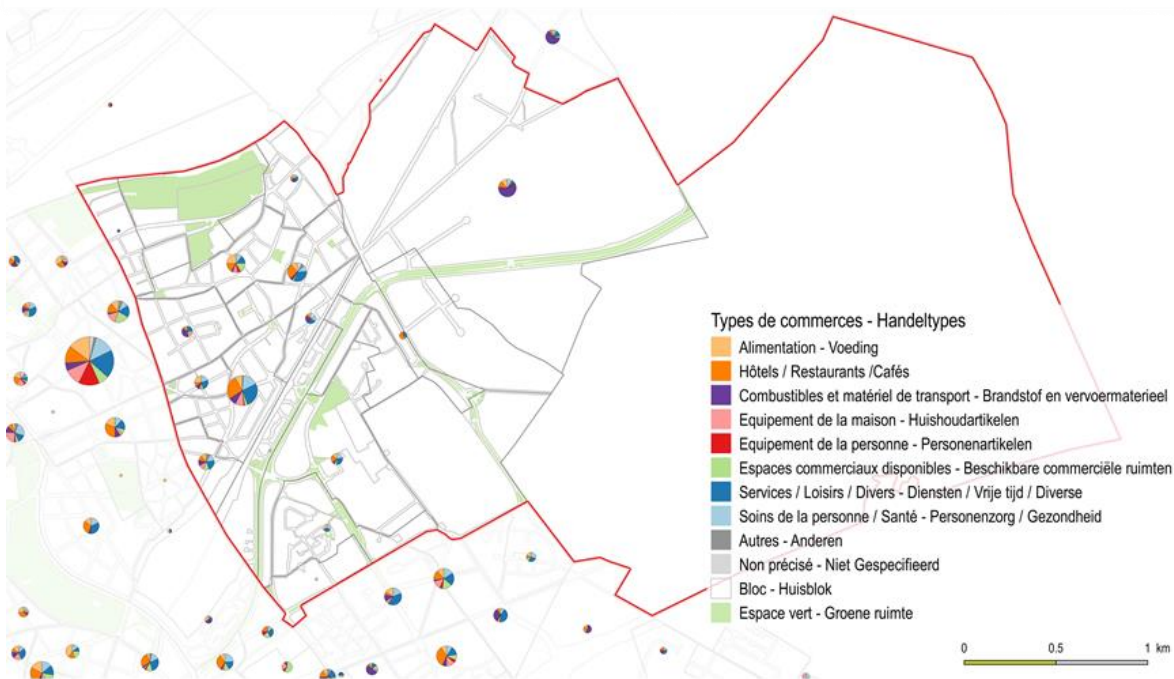 Types de commerces - Handeltypes
Alimentation - Voeding
Hôtels / Restaurants /Cafés
Combustibles et matériel de transport - Brandstof en vervoermaterieel
Equipement de la maison - Huishoudartikelen
Equipement de la personne - Personenartikelen
Espaces commerciaux disponibles - Beschikbare commerciële ruimten
Services / Loisirs / Divers - Diensten / Vrije tijd / Diverse
Soins de la personne / Santé - Personenzorg / Gezondheid
Autres - Anderen
Non précisé - Niet Gespecifieerd
Bloc - Huisblok
Espace vert - Groene ruimte
0 0.5 1 km